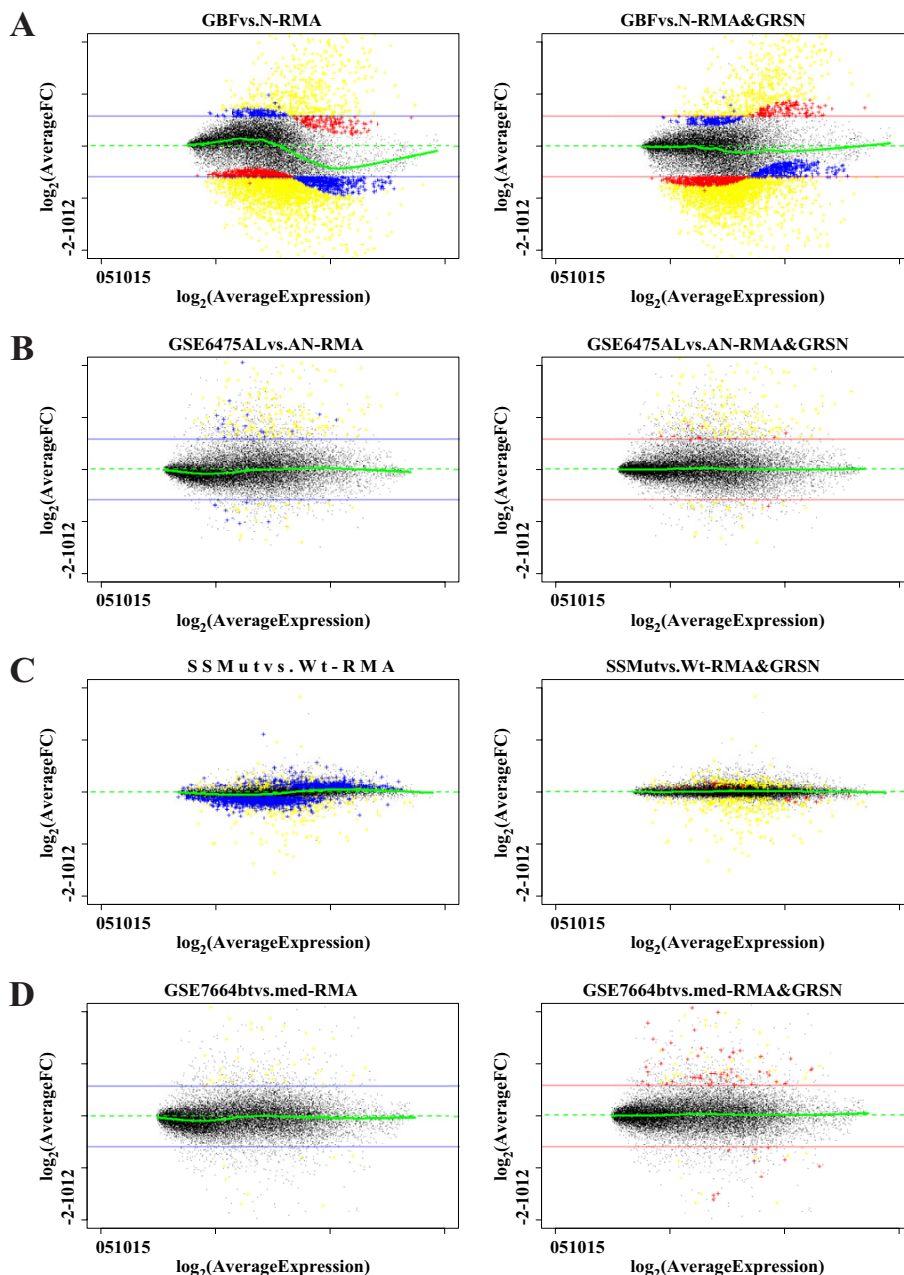 A
GBFvs.N-RMA
GBFvs.N-RMA&GRSN
log2(AverageFC)
-2-1012
051015
log2(AverageExpression)
log2(AverageFC)
-2-1012
051015
log2(AverageExpression)
B
GSE6475ALvs.AN-RMA
GSE6475ALvs.AN-RMA&GRSN
log2(AverageFC)
-2-1012
051015
log2(AverageExpression)
log2(AverageFC)
-2-1012
051015
log2(AverageExpression)
C
S S M u t v s . W t - R M A
SSMutvs.Wt-RMA&GRSN
log2(AverageFC)
-2-1012
051015
log2(AverageExpression)
log2(AverageFC)
-2-1012
051015
log2(AverageExpression)
D
GSE7664btvs.med-RMA
GSE7664btvs.med-RMA&GRSN
log2(AverageFC)
-2-1012
051015
log2(AverageExpression)
log2(AverageFC)
-2-1012
051015
log2(AverageExpression)